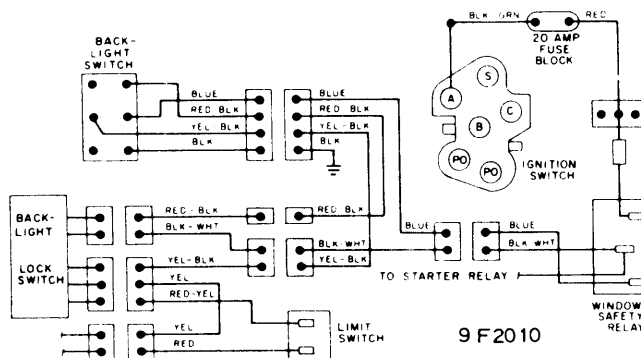 BACK-
LIGHT
SWITCH
BLUE
RED-BLK
YEL-BLK
BLK
BLUE
RED-BLK
YEL-BLK
BLK
BLK-GRN
RED
20 AMP
FUSE
BLOCK
A
S
C
B
PO
PO
IGNITION
SWITCH
BACK-
LIGHT
LOCK
SWITCH
RED-BLK
BLK-WHT
YEL-BLK
YEL
RED-YEL
YEL
RED
RED-BLK
BLK-WHT
YEL-BLK
BLUE
BLUE
BLK-WHT
TO STARTER RELAY
LIMIT
SWITCH
9F2010
WINDOW
SAFETY
RELAY